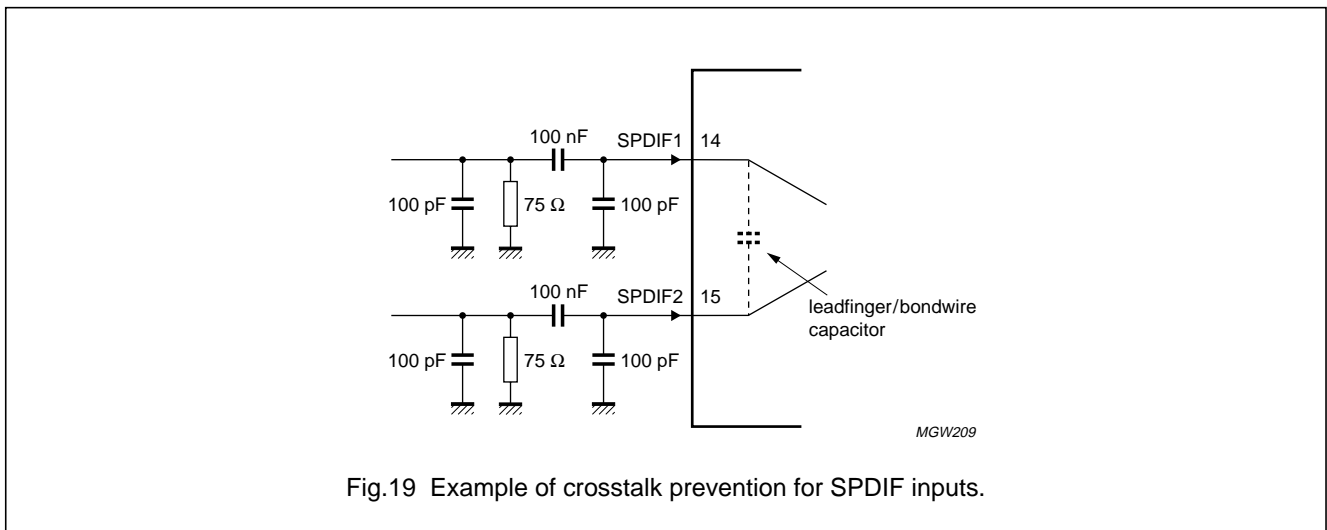 100 nF
SPDIF1
14
100 pF
75 Ω
100 pF
100 nF
SPDIF2
15
leadfinger/bondwire
capacitor
100 pF
75 Ω
100 pF
MGW209
Fig.19 Example of crosstalk prevention for SPDIF inputs.